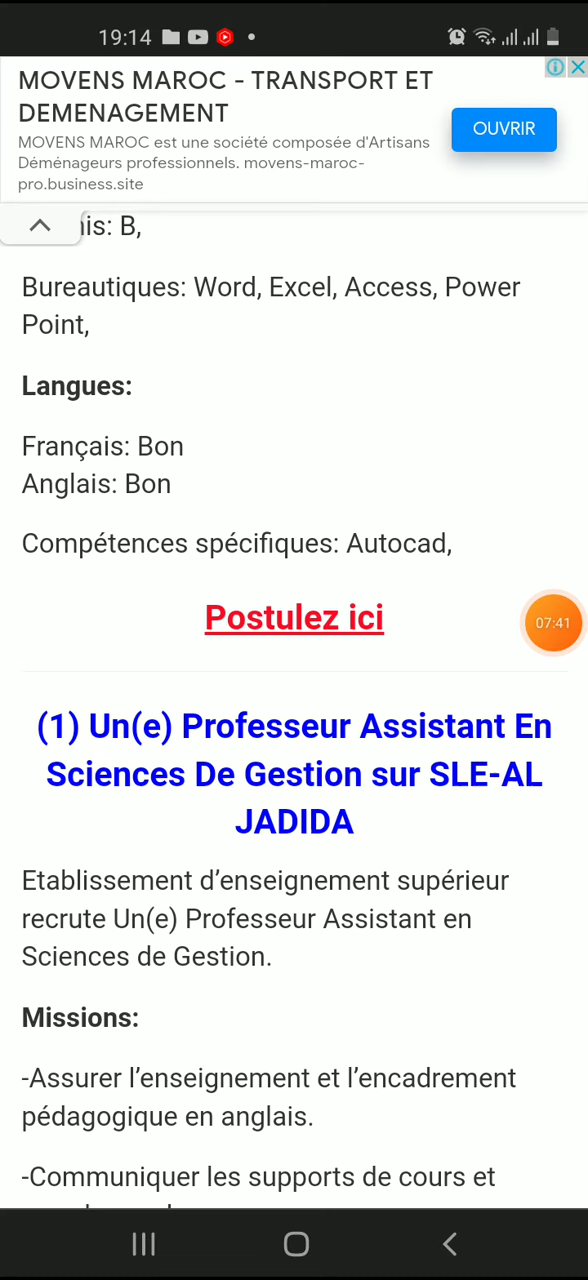 19:14
MOVENS MAROC - TRANSPORT ET
DEMENAGEMENT
MOVENS MAROC est une société composée d'Artisans
Déménageurs professionnels. movens-maroc-
pro.business.site
OUVRIR
is: B,
Bureautiques: Word, Excel, Access, Power
Point,
Langues:
Français: Bon
Anglais: Bon
Compétences spécifiques: Autocad,
Postulez ici
07:41
(1) Un(e) Professeur Assistant En
Sciences De Gestion sur SLE-AL
JADIDA
Etablissement d’enseignement supérieur
recrute Un(e) Professeur Assistant en
Sciences de Gestion.
Missions:
-Assurer l’enseignement et l’encadrement
pédagogique en anglais.
-Communiquer les supports de cours et